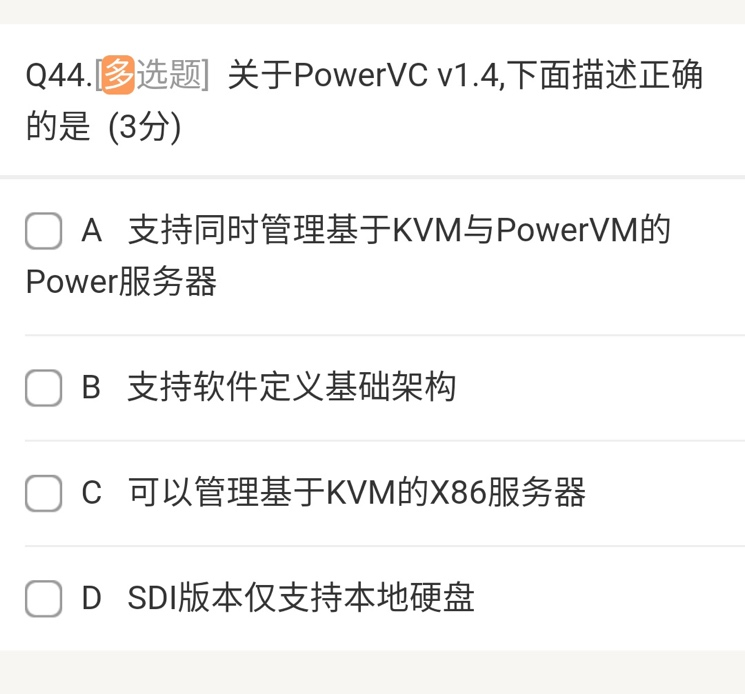 Q44.[多选题] 关于PowerVC v1.4,下面描述正确
的是 (3分)
A 支持同时管理基于KVM与PowerVM的
Power服务器
B 支持软件定义基础架构
C 可以管理基于KVM的X86服务器
D SDI版本仅支持本地硬盘